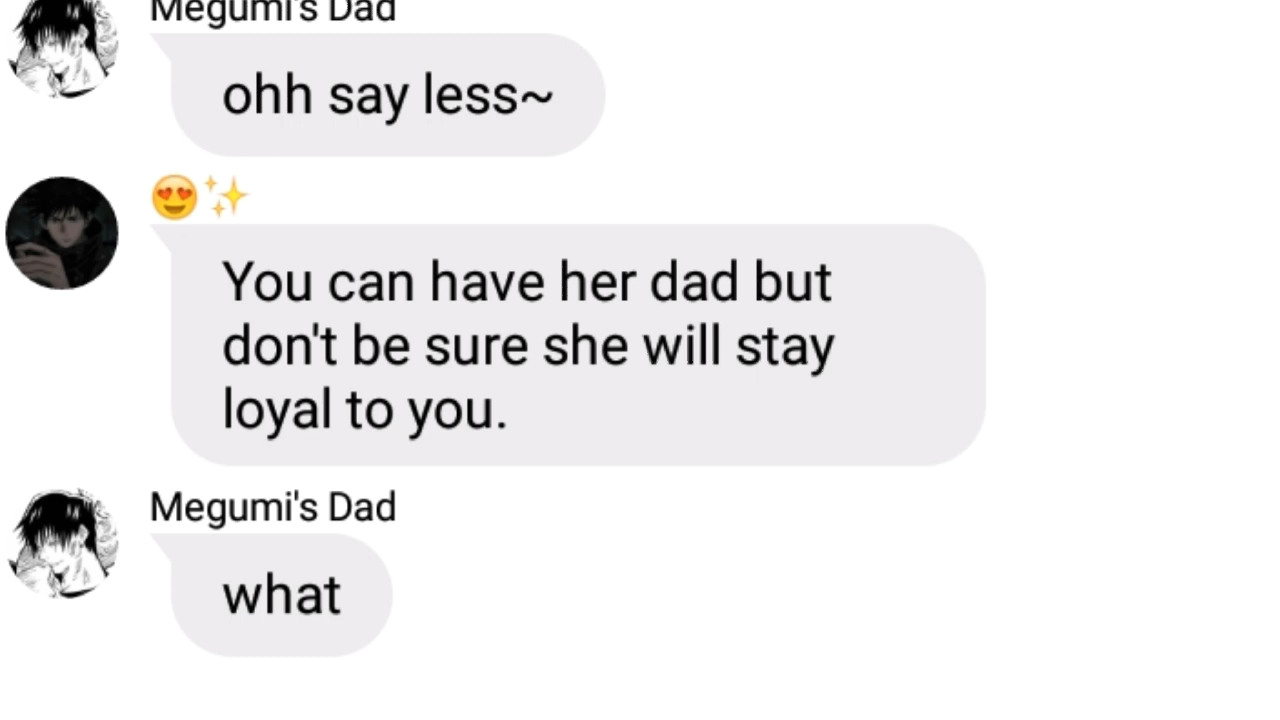 Megumi's Dad
ohh say less~
😍✨
You can have her dad but
don't be sure she will stay
loyal to you.
Megumi's Dad
what